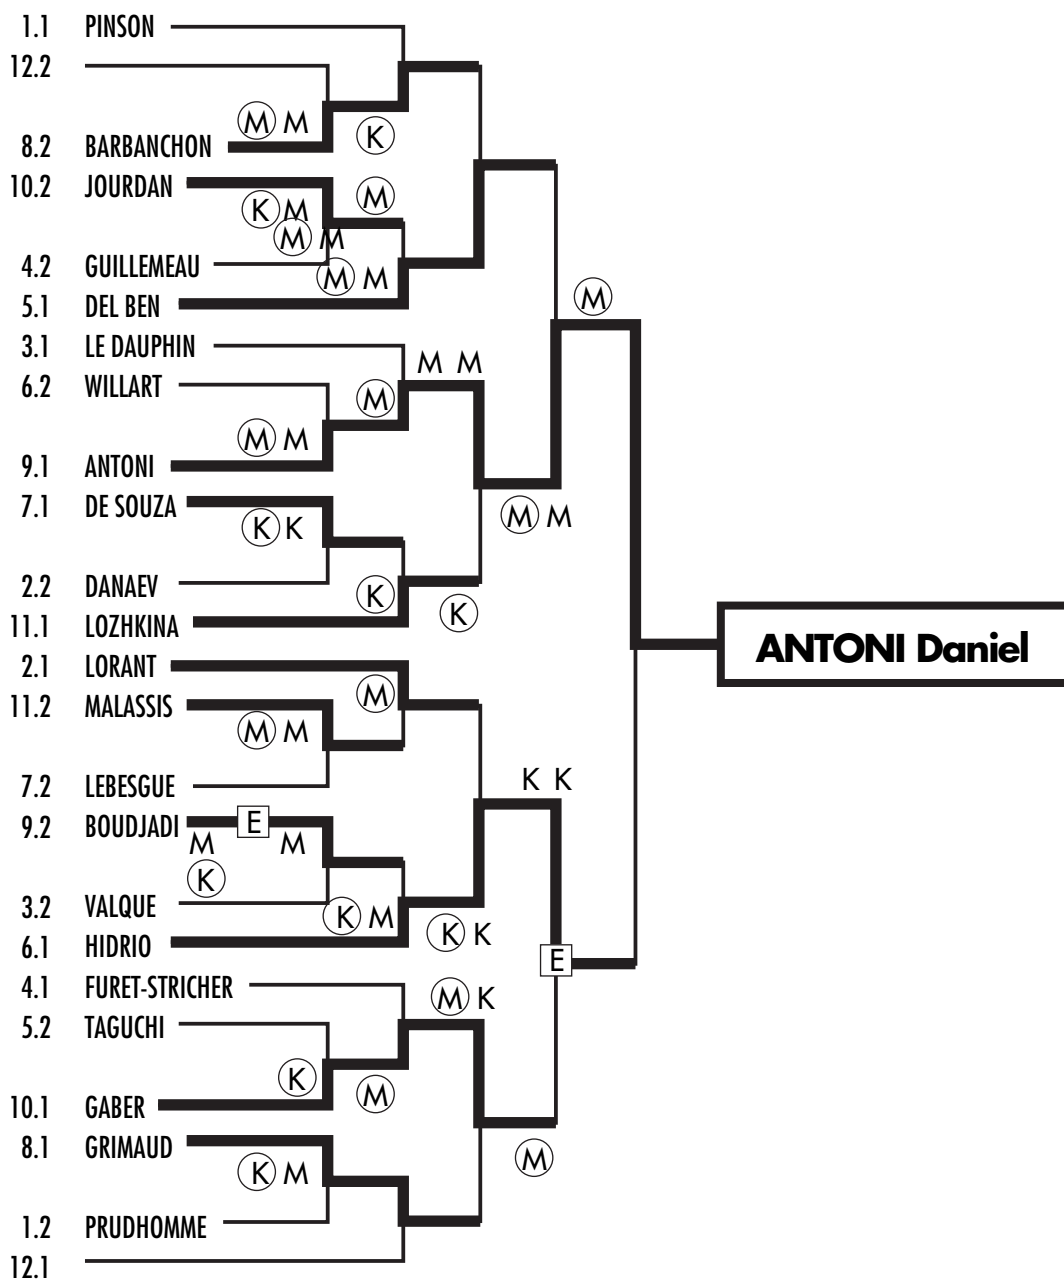 1.1 PINSON
12.2
M M
K
8.2 BARBANCHON
10.2 JOURDAN
M
K M
M M
4.2 GUILLEMEAU
M M
5.1 DEL BEN
M
3.1 LE DAUPHIN
M M
6.2 WILLART
M
M M
9.1 ANTONI
7.1 DE SOUZA
M M
K K
2.2 DANAEV
K
K
11.1 LOZHKINA
ANTONI Daniel
2.1 LORANT
M
11.2 MALASSIS
M M
K K
7.2 LEBESGUE
9.2 BOUDJADI E
M M
K
3.2 VALQUE
K M
K K
6.1 HIDRIO
E
4.1 FURET-STRICHER
M K
5.2 TAGUCHI
K
M
10.1 GABER
8.1 GRIMAUD
M
K M
1.2 PRUDHOMME
12.1